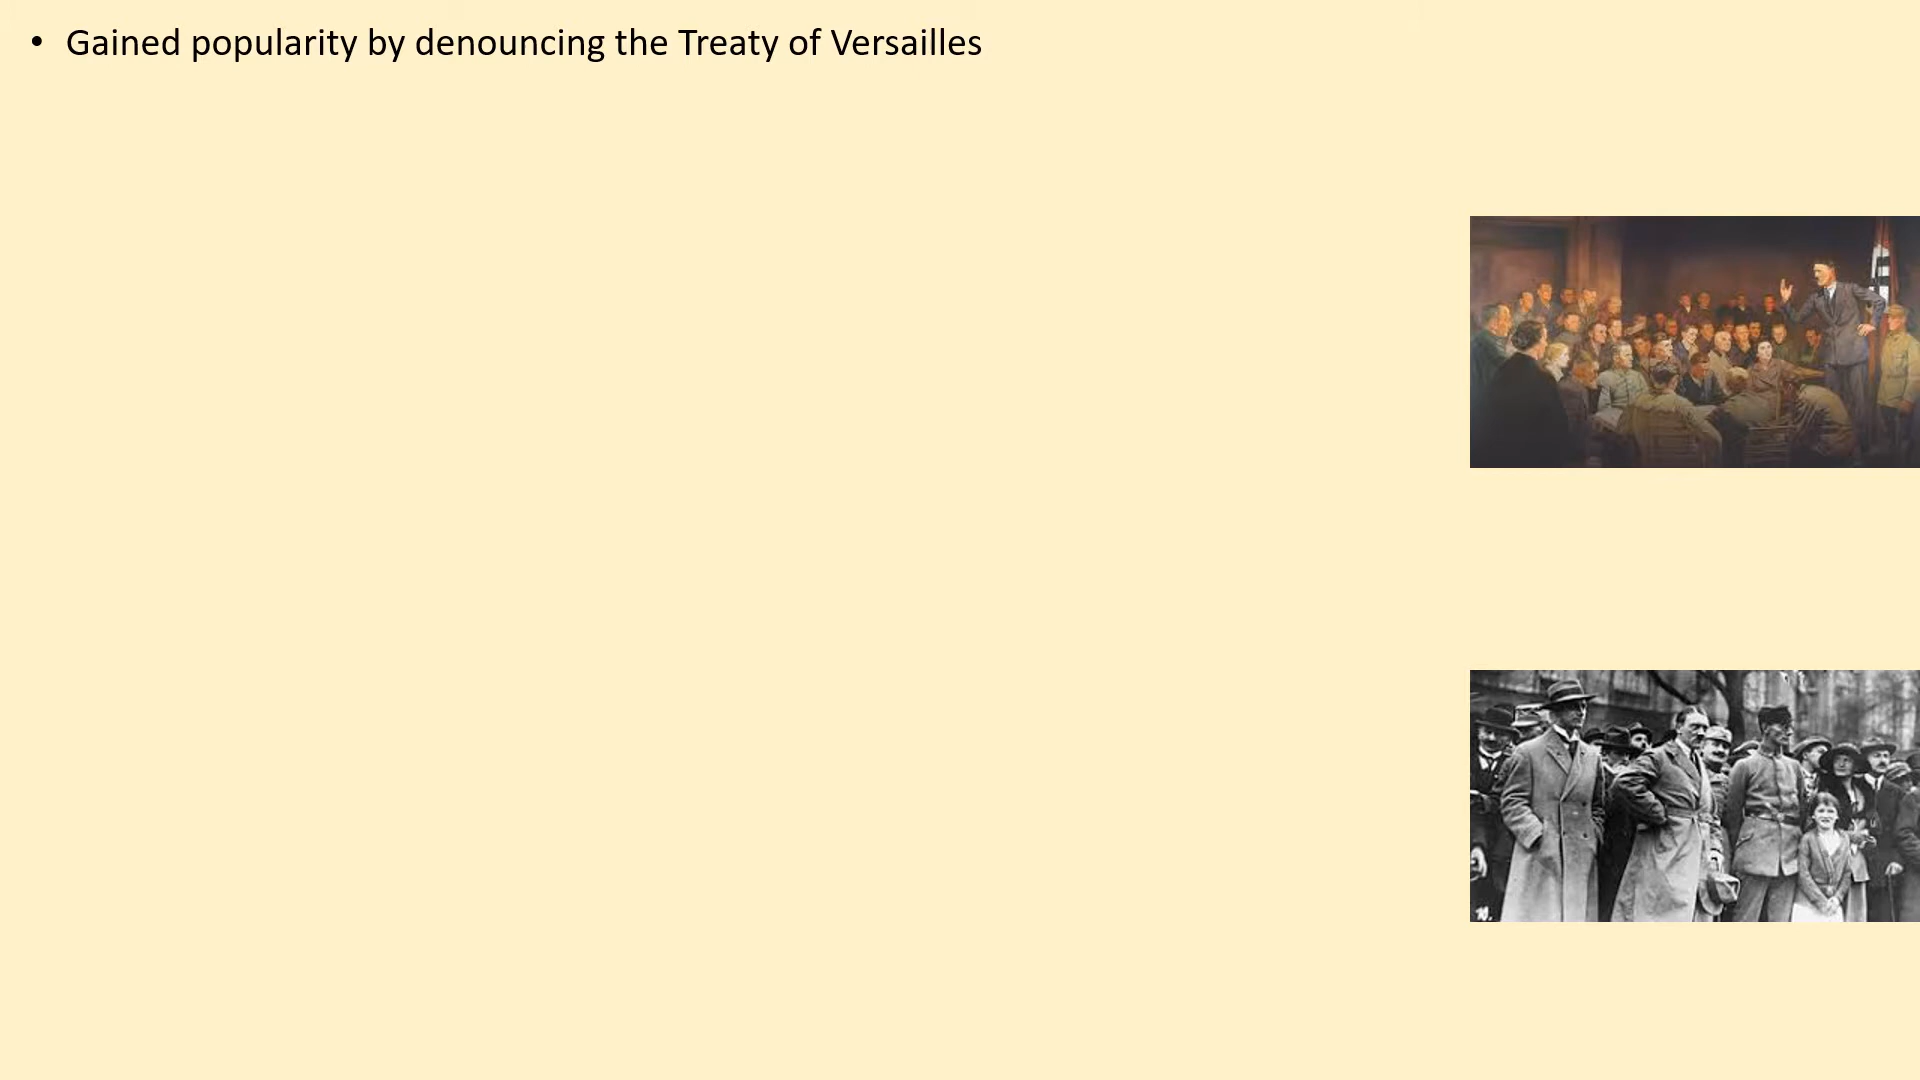 • Gained popularity by denouncing the Treaty of Versailles